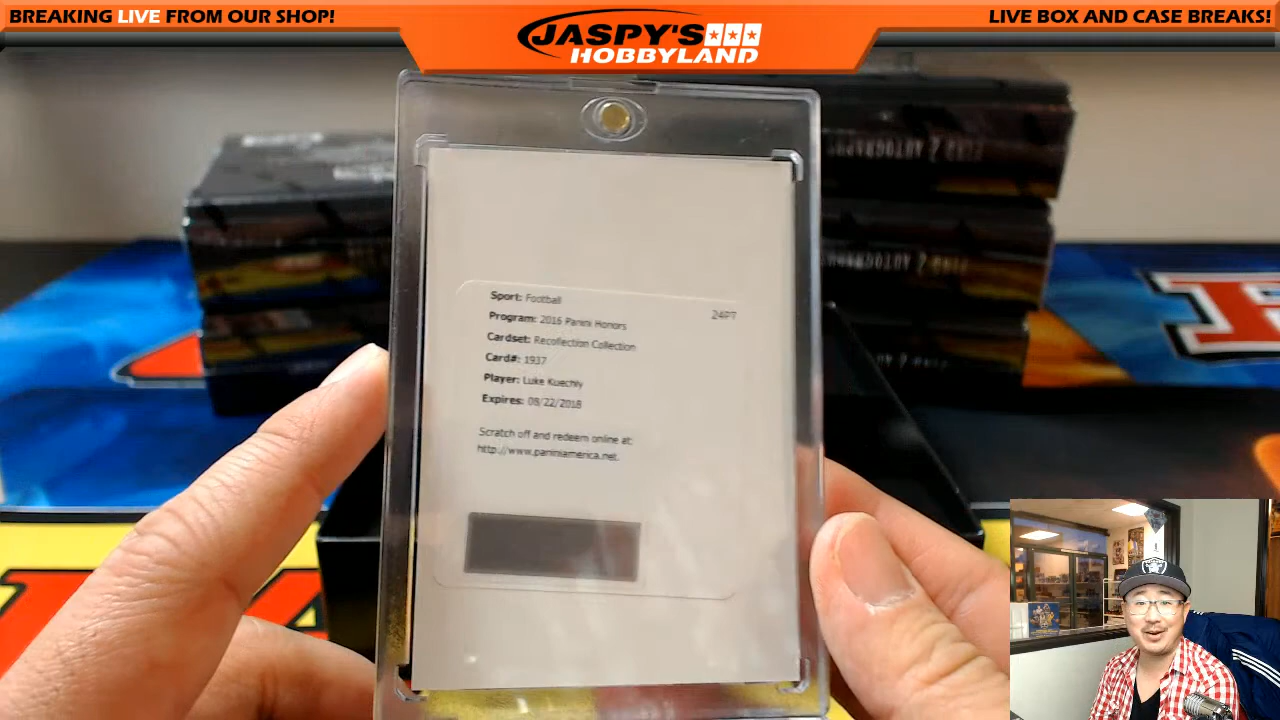 BREAKING LIVE FROM OUR SHOP!
JASPY'S
HOBBYLAND
LIVE BOX AND CASE BREAKS!
Sport: Football
24PT
Program: 2016 Panini Honors
Cardset: Recollection Collection
Card#: 1937
Player: Luke Kuechly
Expires: 08/22/2018
Scratch off and redeem online at:
http://www.paniniamerica.net.